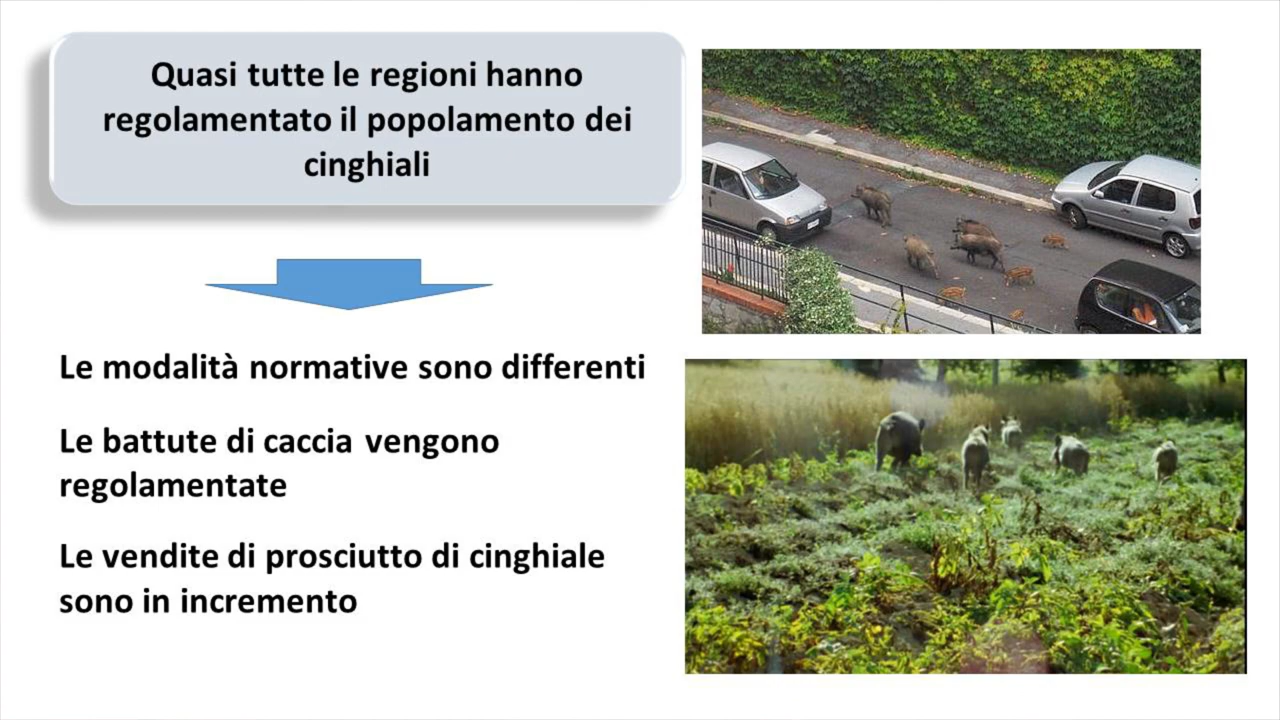 Quasi tutte le regioni hanno
regolamentato il popolamento dei
cinghiali
Le modalità normative sono differenti
Le battute di caccia vengono
regolamentate
Le vendite di prosciutto di cinghiale
sono in incremento